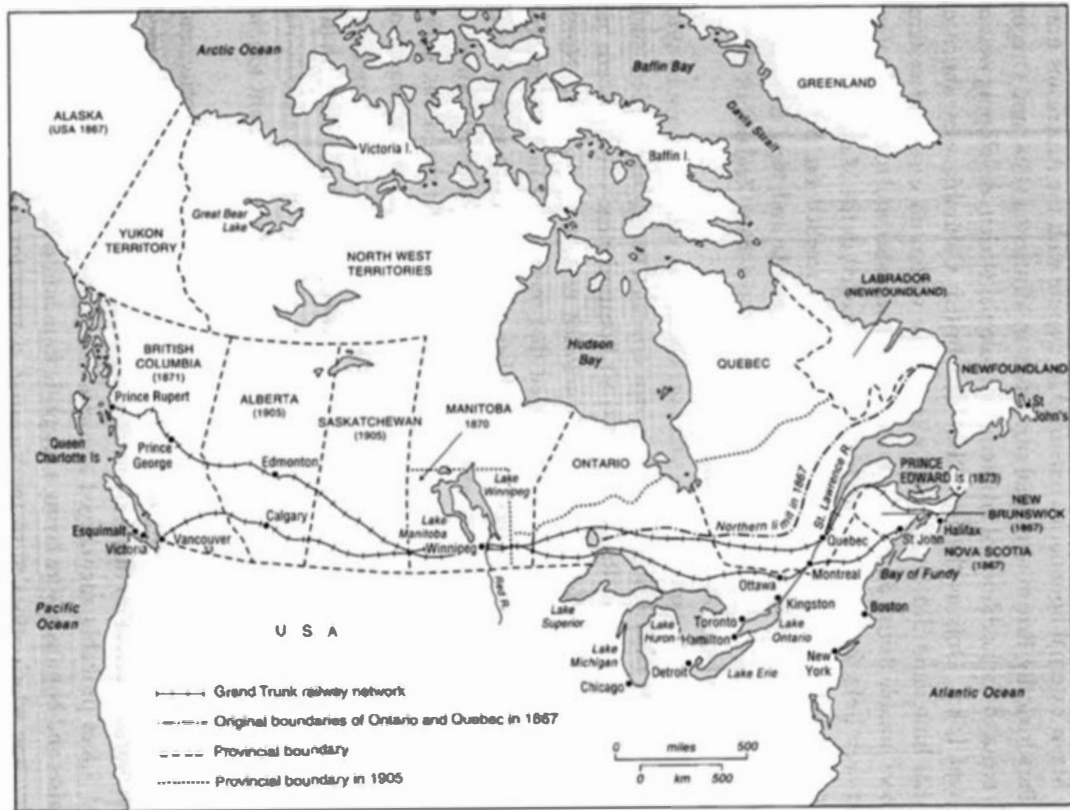 Arctic Ocean
Baffin Bay
GREENLAND
ALASKA
(USA 1867)
Davis Strait
Victoria I.
Baffin I.
Great Bear
Lake
YUKON
TERRITORY
NORTH WEST
TERRITORIES
LABRADOR
(NEWFOUNDLAND)
BRITISH
COLUMBIA
(1871)
Hudson
Bay
QUEBEC
NEWFOUNDLAND
St
John's
Prince Rupert
ALBERTA
(1905)
SASKATCHEWAN
(1905)
MANITOBA
1870
Queen
Charlotte Is
Prince
George
Edmonton
ONTARIO
Lake
Winnipeg
St. Lawrence R.
PRINCE
EDWARD Is (1873)
NEW
BRUNSWICK
(1867)
Calgary
Lake
Manitoba
Northern li
mit in 1867
Esquimalt
Victoria
Vancouver
Winnipeg
Quebec
St John
Halifax
NOVA SCOTIA
(1867)
Red R.
Montreal
Bay of Fundy
Ottawa
Kingston
Pacific
Ocean
Lake
Superior
Toronto
Boston
USA
Lake
Huron
Hamilton
Lake
Ontario
Lake
Michigan
Detroit
Lake Erie
New
York
Chicago
Atlantic Ocean
Grand Trunk railway network
Original boundaries of Ontario and Quebec in 1867
Provincial boundary
Provincial boundary in 1905
0 miles 500
0 km 500